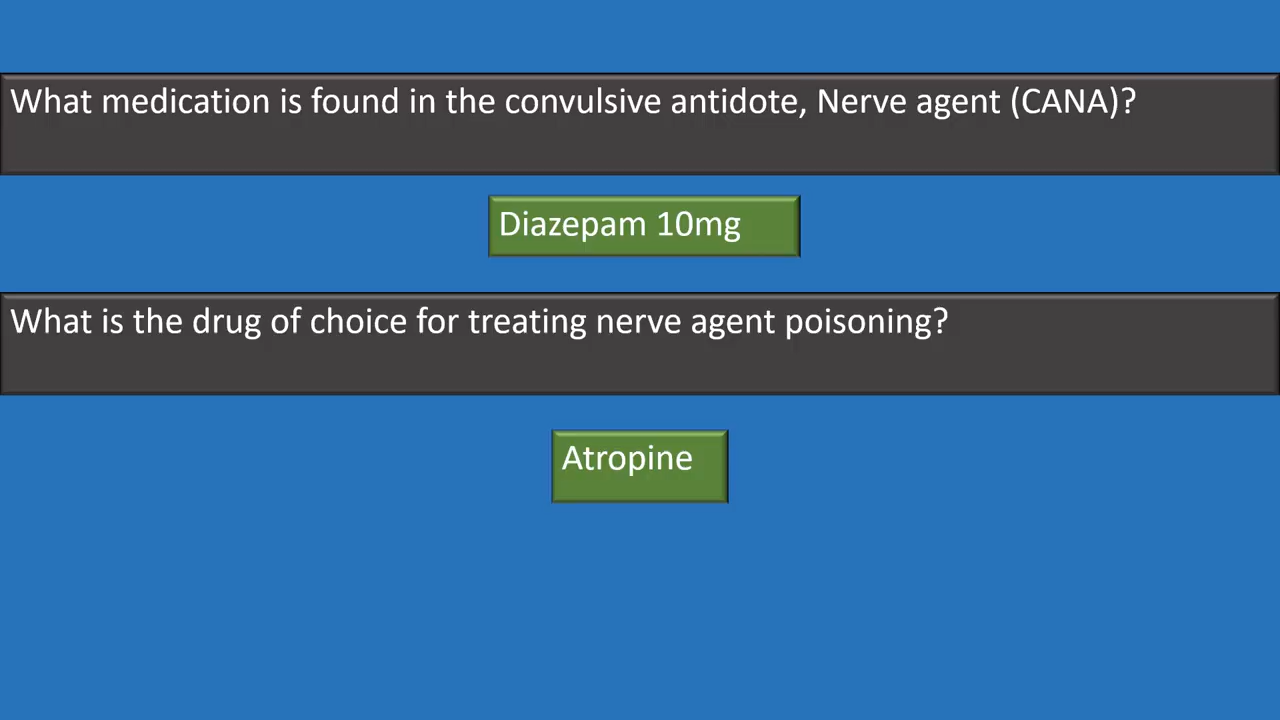 What medication is found in the convulsive antidote, Nerve agent (CANA)?
Diazepam 10mg
What is the drug of choice for treating nerve agent poisoning?
Atropine